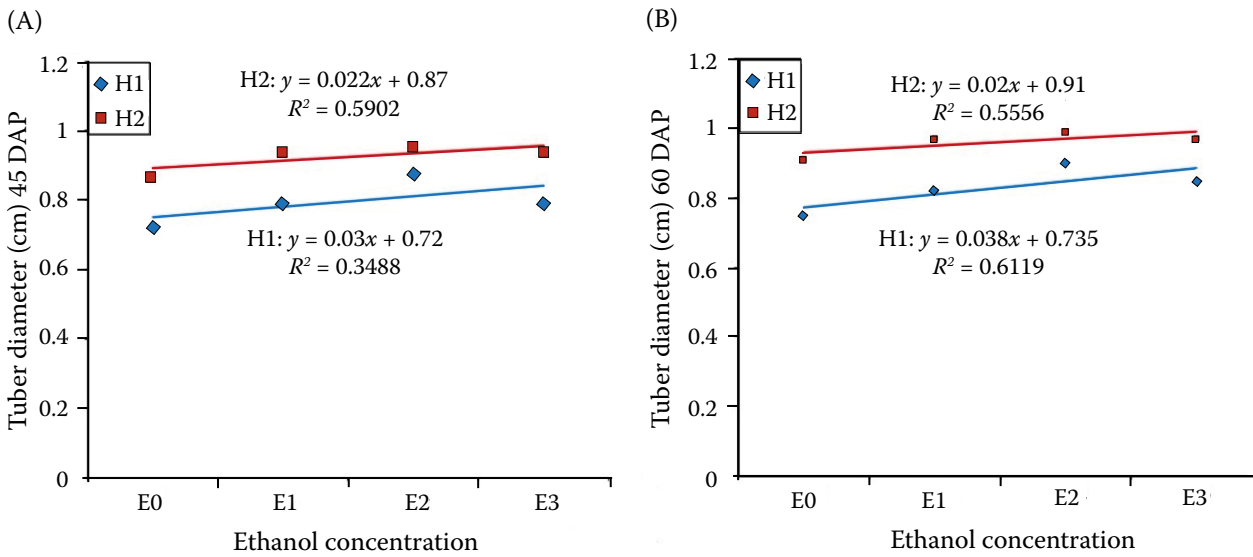 (A)
Tuber diameter (cm) 45 DAP
1.2
1
0.8
0.6
0.4
0.2
0
H1
H2
H2: y = 0.022x + 0.87
R² = 0.5902
H1: y = 0.03x + 0.72
R² = 0.3488
E0 E1 E2 E3
Ethanol concentration
(B)
Tuber diameter (cm) 60 DAP
1.2
1
0.8
0.6
0.4
0.2
0
H1
H2
H2: y = 0.02x + 0.91
R² = 0.5556
H1: y = 0.038x + 0.735
R² = 0.6119
E0 E1 E2 E3
Ethanol concentration